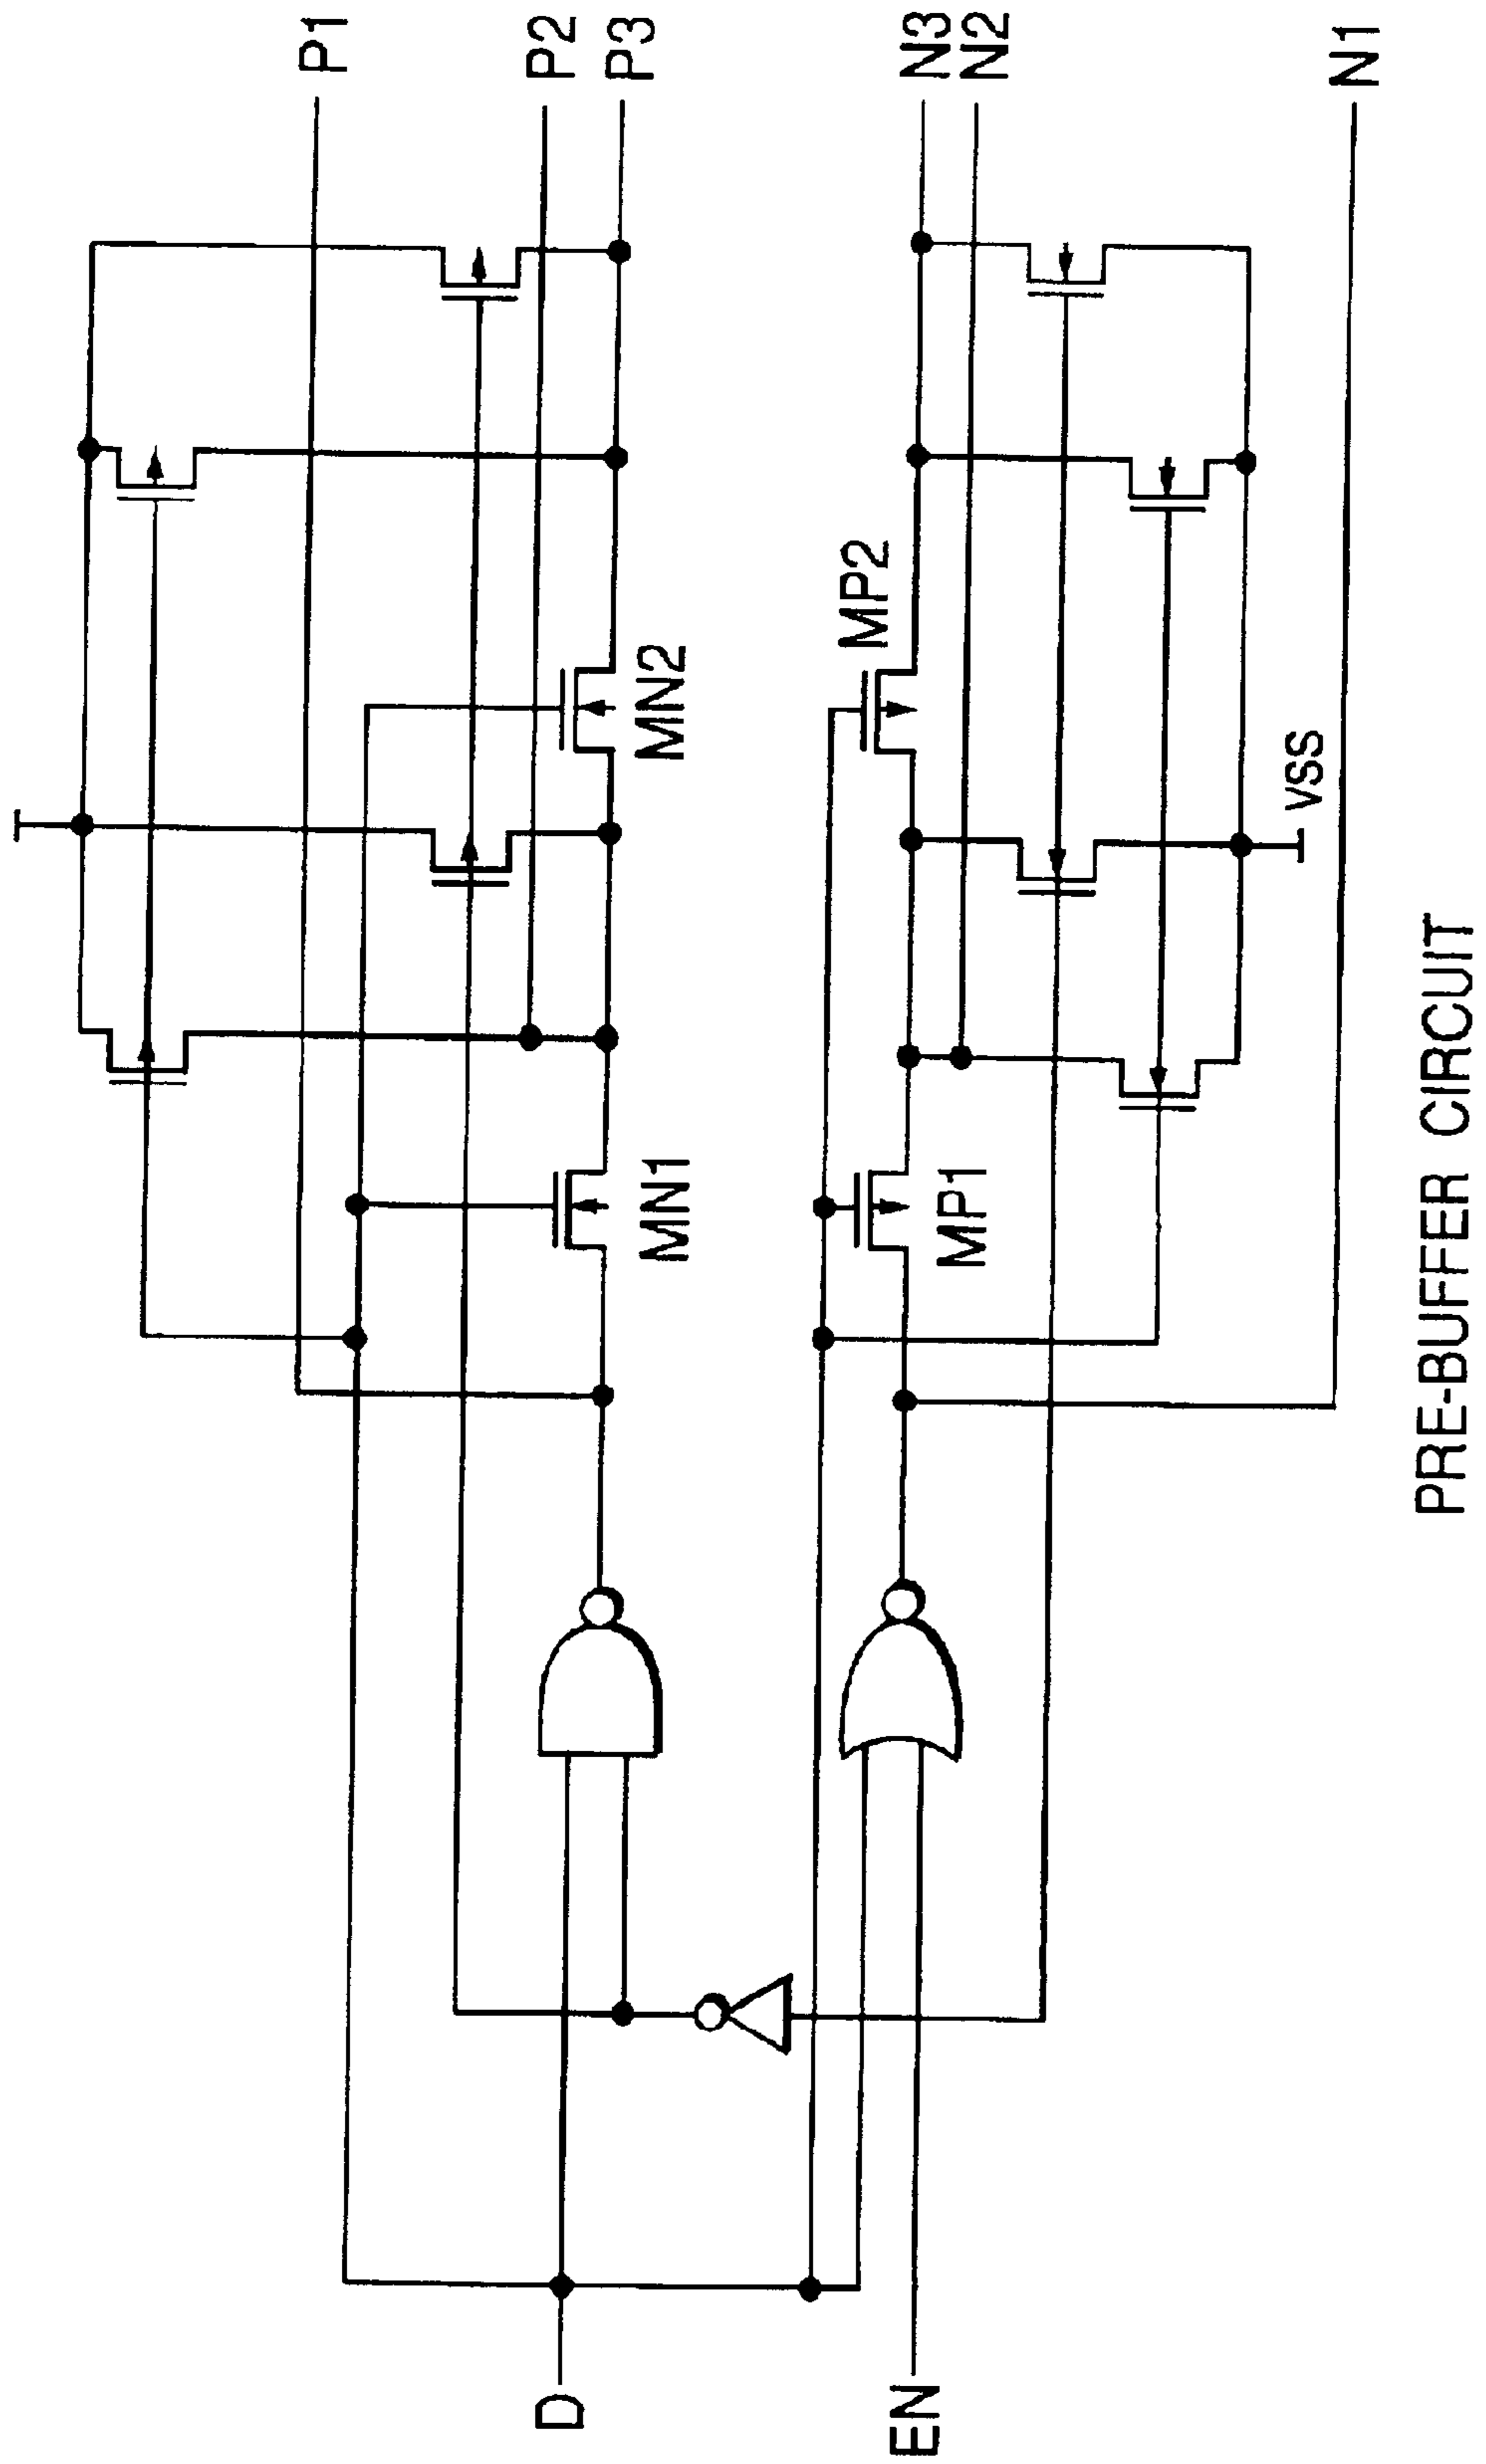 P1
P2
P3
N3
N2
N1
MP2
MN2
VSS
MN1
MP1
D
EN
PRE-BUFFER CIRCUIT